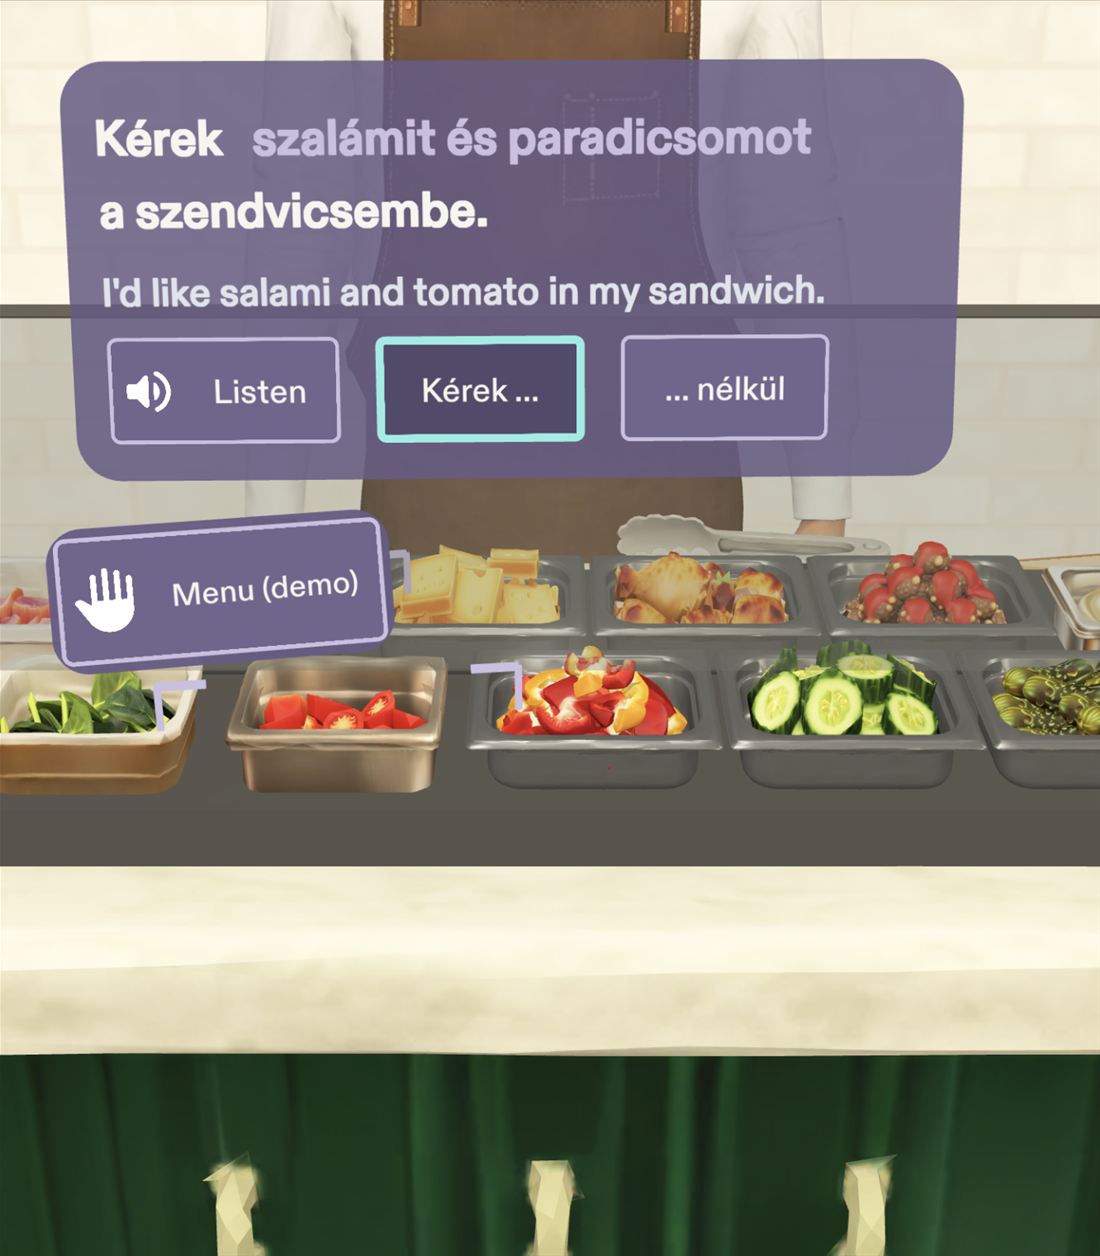 Kérek szalámit és paradicsomot
a szendvicsembe.
I'd like salami and tomato in my sandwich.
Listen
Kérek ...
... nélkül
Menu (demo)